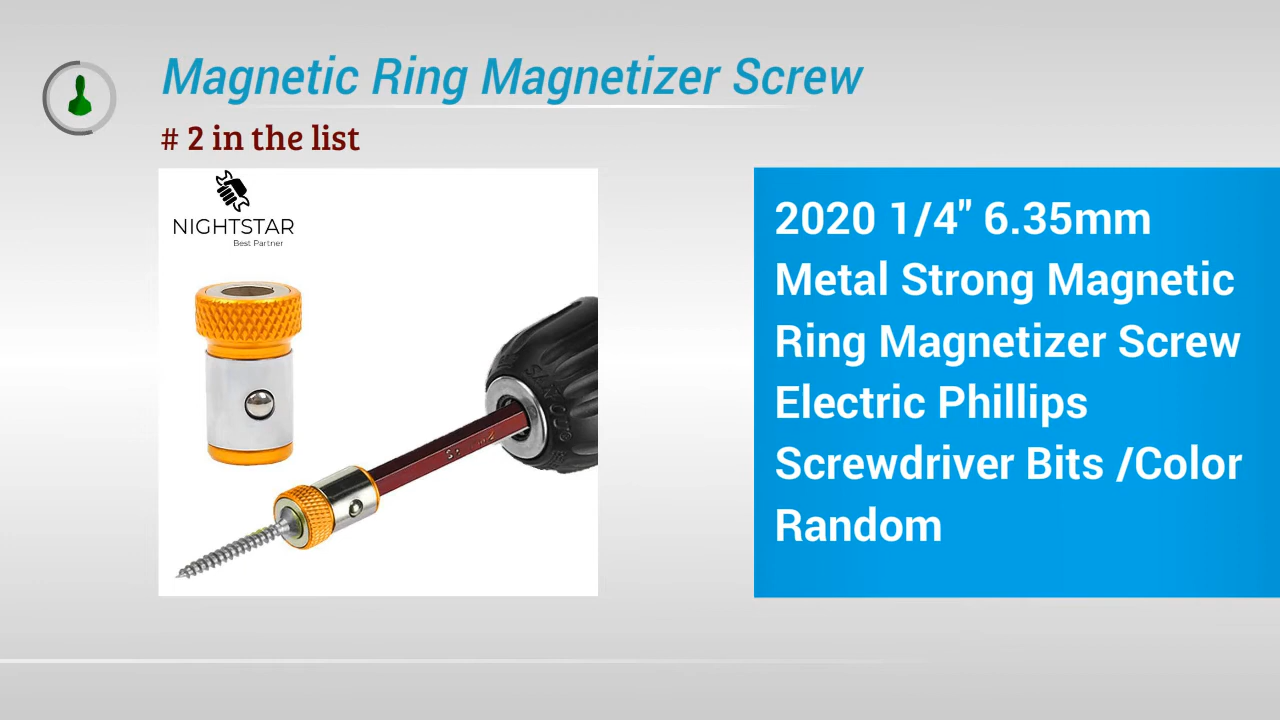 Magnetic Ring Magnetizer Screw
# 2 in the list
NIGHTSTAR
Best Partner
2020 1/4" 6.35mm
Metal Strong Magnetic
Ring Magnetizer Screw
Electric Phillips
Screwdriver Bits /Color
Random